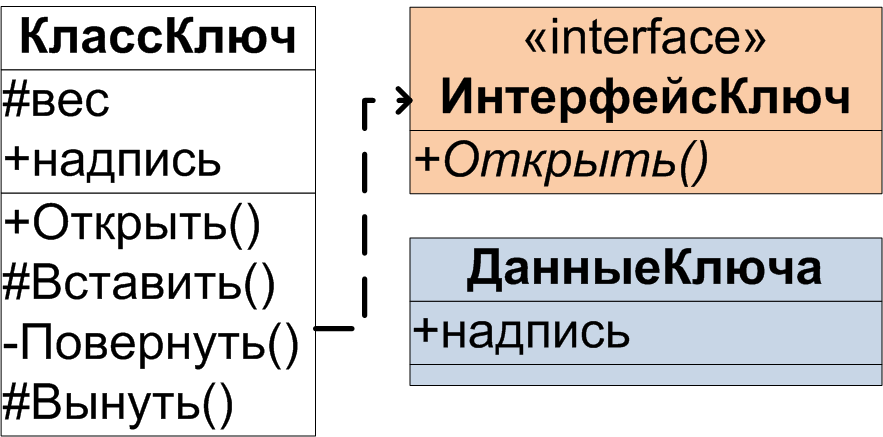 КлассКлюч
#вес
+надпись
+Открыть()
#Вставить()
-Повернуть()
#Вынуть()
«interface»
ИнтерфейсКлюч
+Открыть()
ДанныеКлюча
+надпись